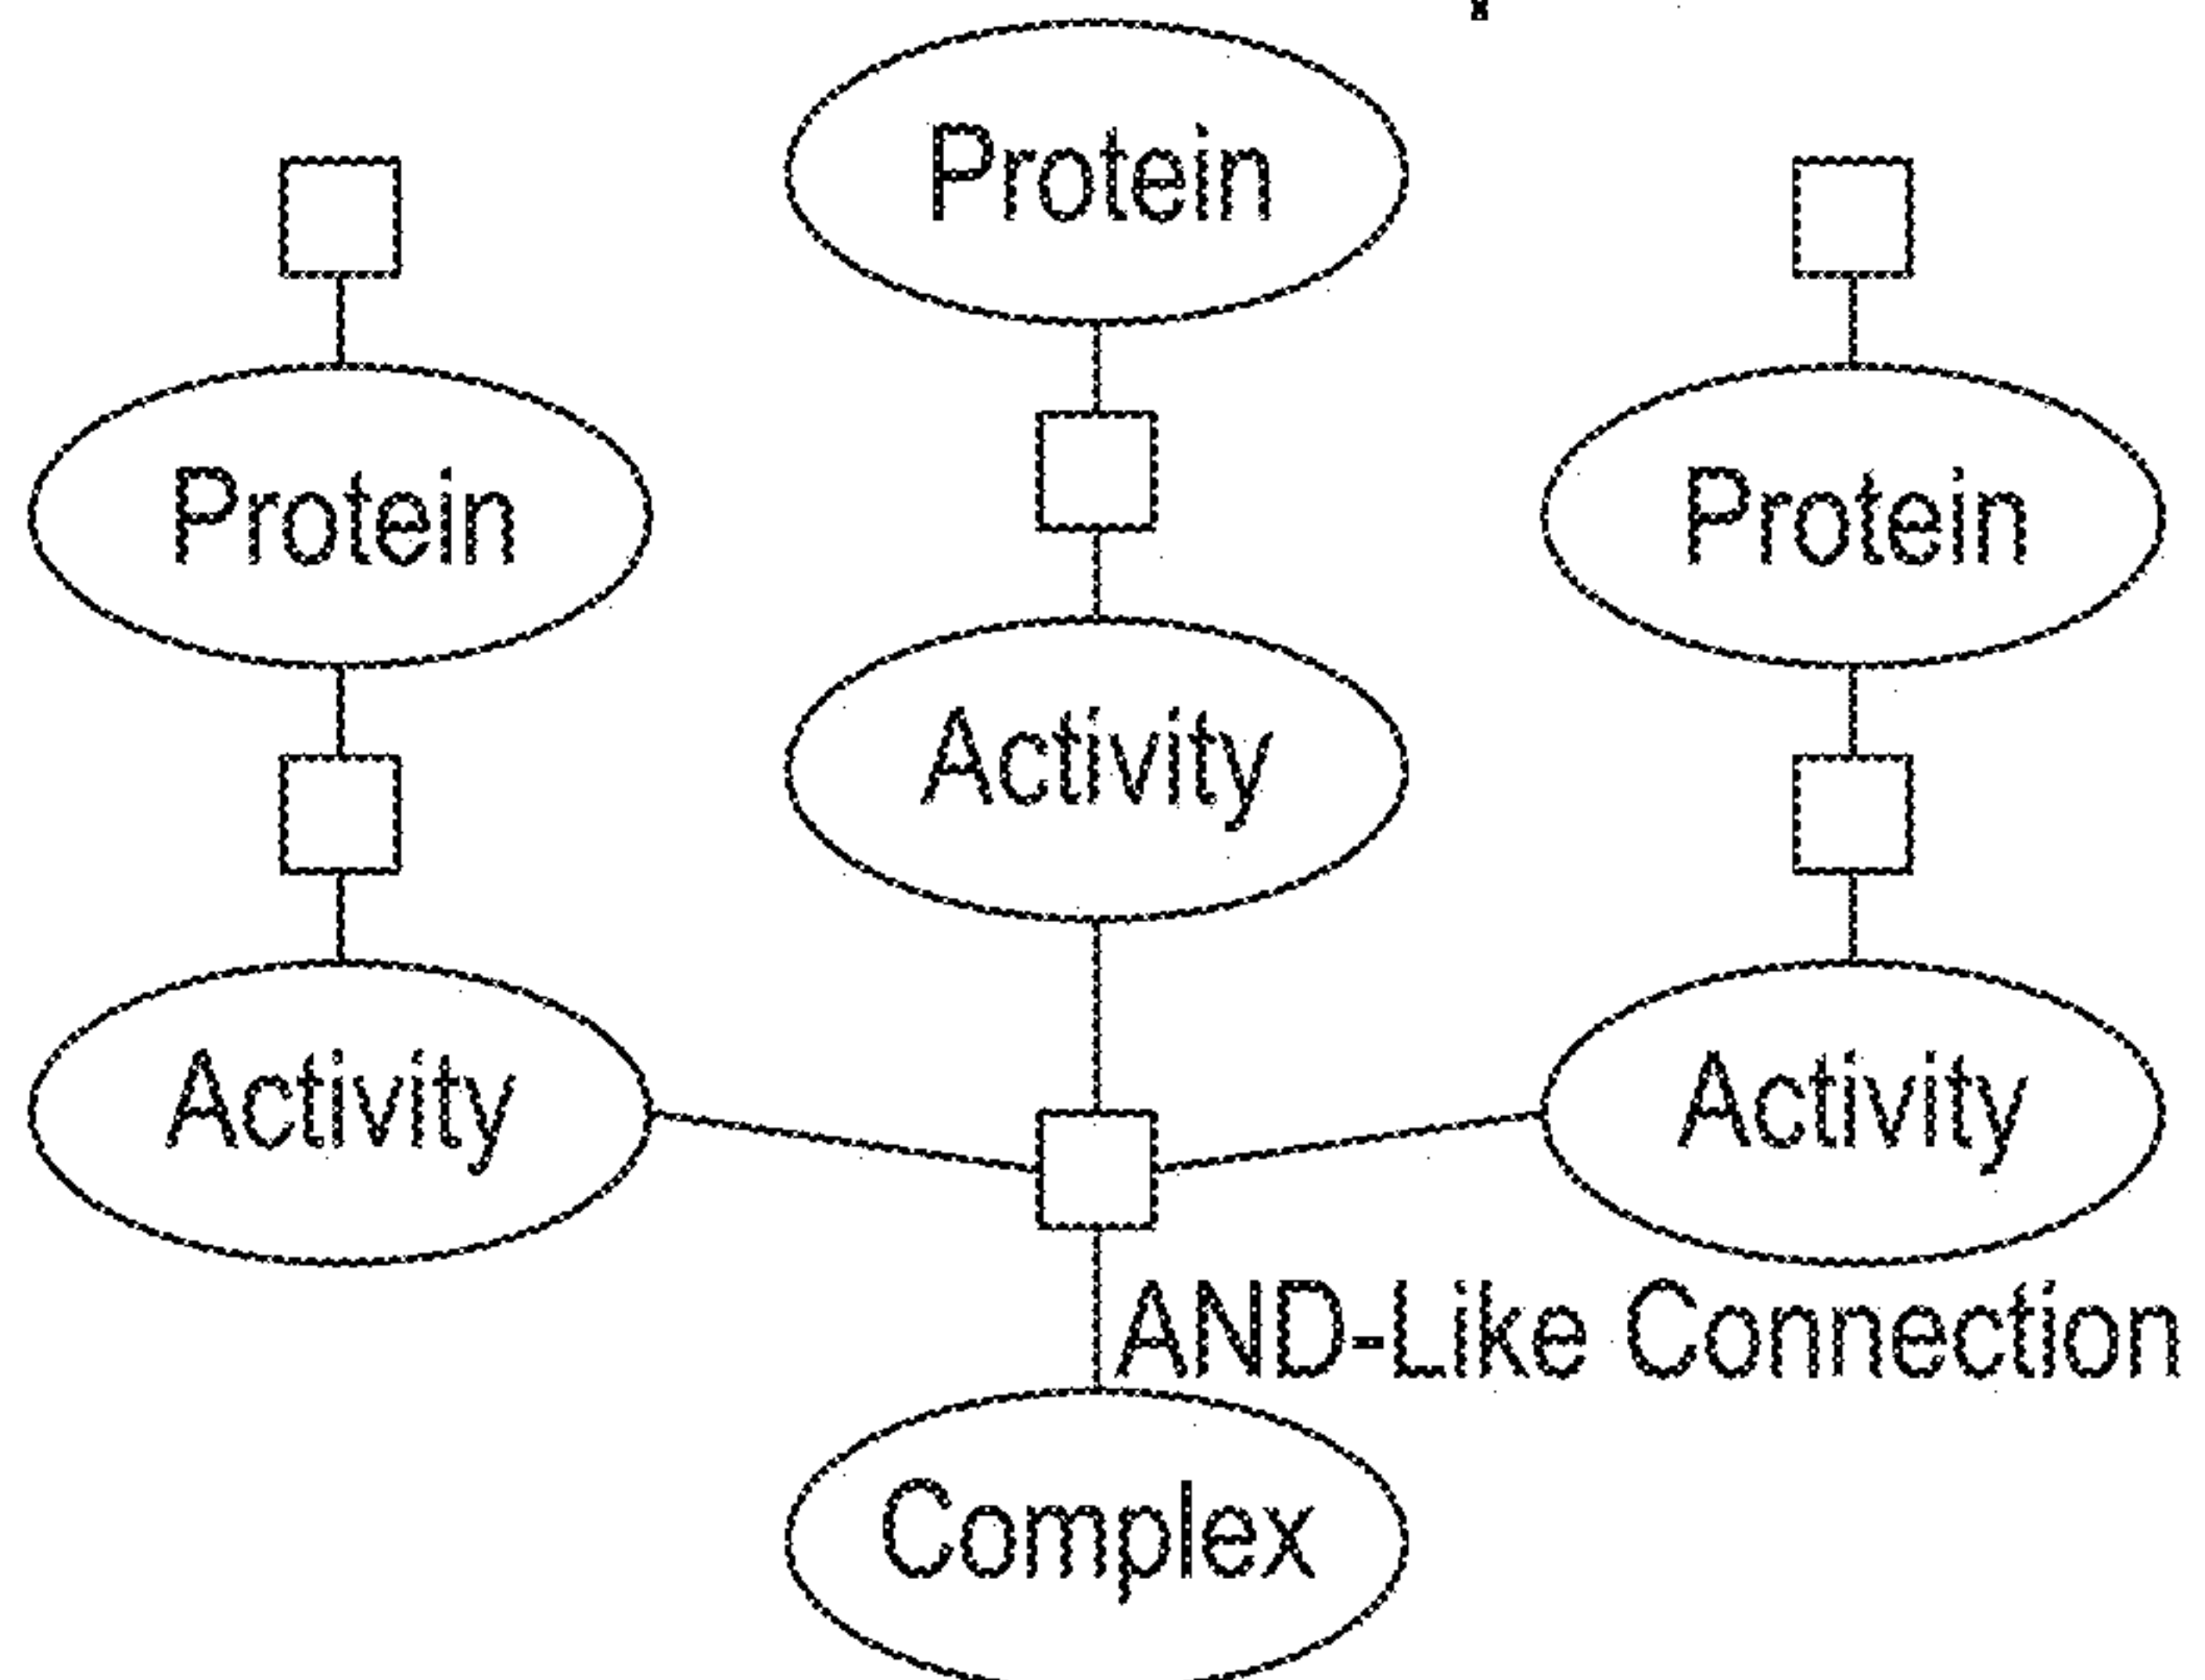 Protein
Protein
Protein
Activity
Activity
Activity
AND-Like Connection
Complex